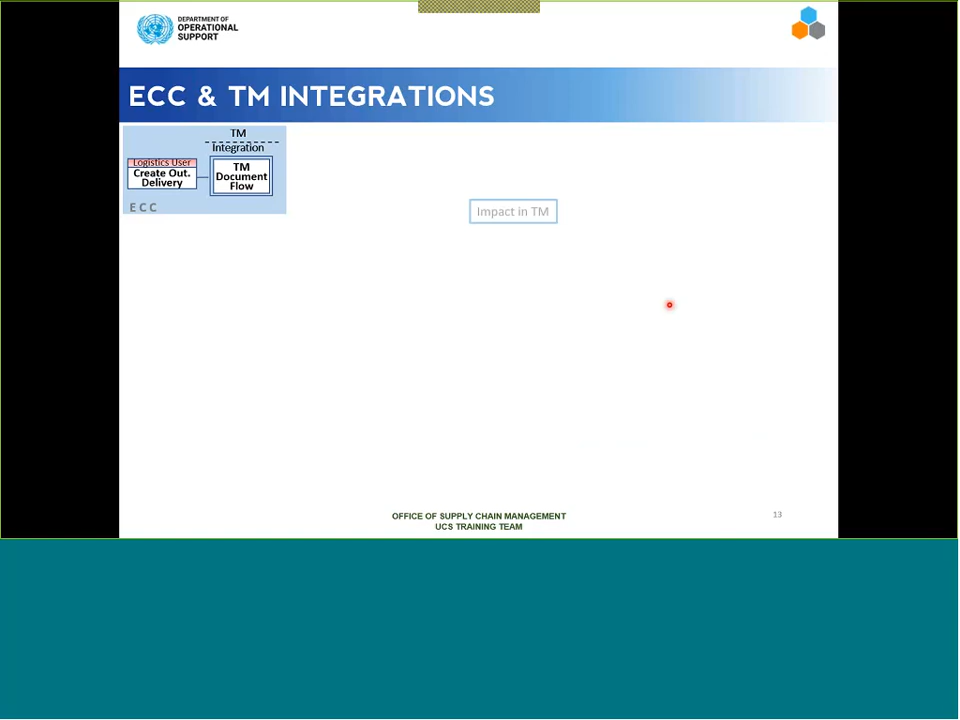 DEPARTMENT OF
OPERATIONAL
SUPPORT
ECC & TM INTEGRATIONS
TM
Integration
Logistics User
Create Out.
Delivery
TM
Document
Flow
ECC
Impact in TM
OFFICE OF SUPPLY CHAIN MANAGEMENT
UCS TRAINING TEAM
13